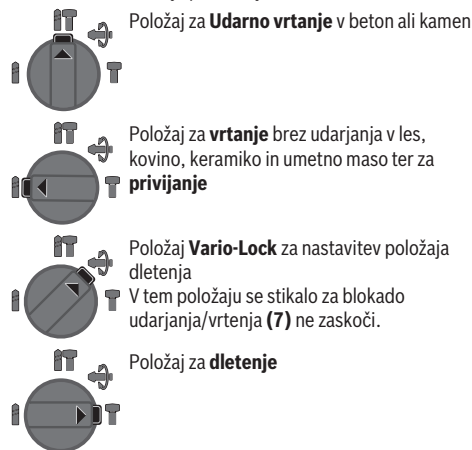 Položaj za Udarno vrtanje v beton ali kamen
Položaj za vrtanje brez udarjanja v les,
kovino, keramiko in umetno maso ter za
privijanje
Položaj Vario-Lock za nastavitev položaja
dletenja
V tem položaju se stikalo za blokado
udarjanja/vrtenja (7) ne zaskoči.
Položaj za dletenje